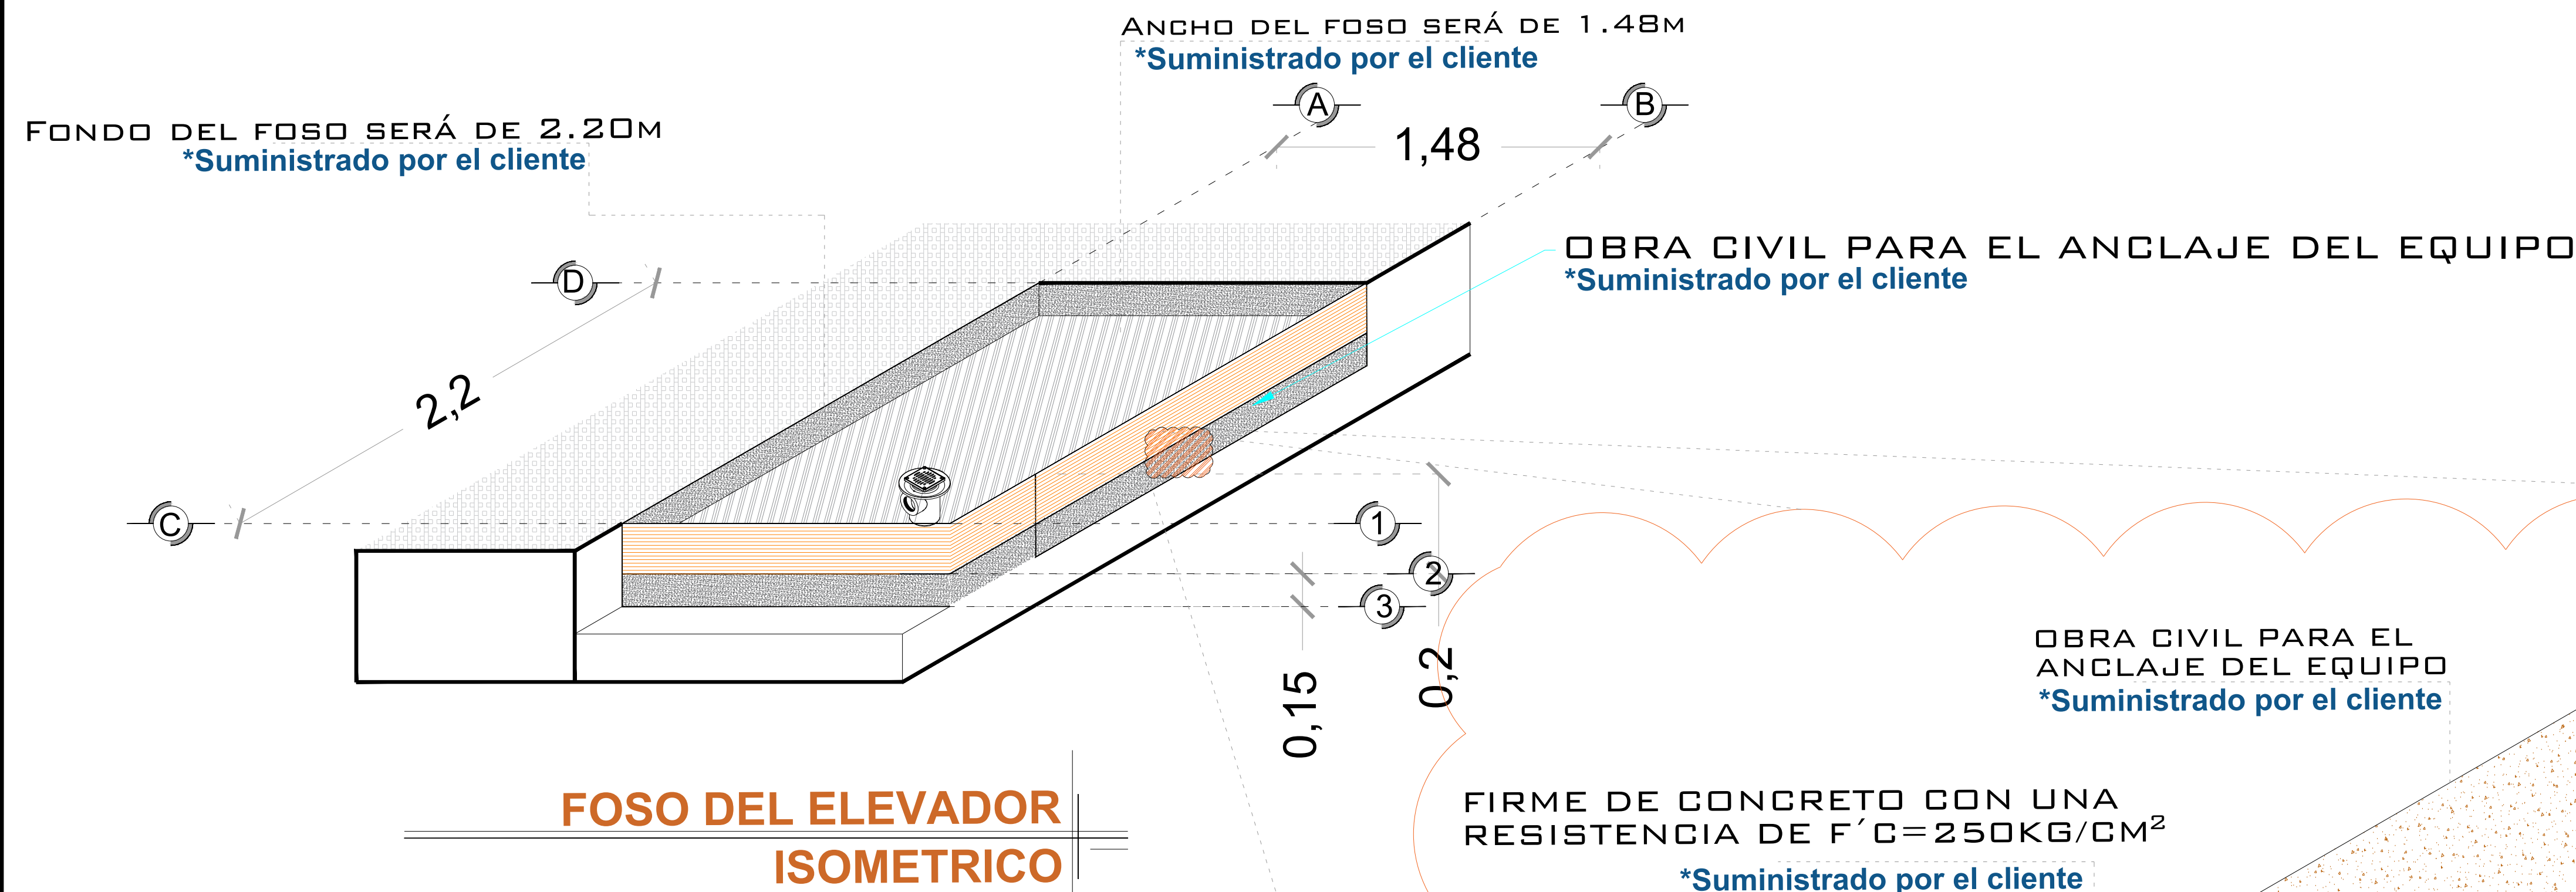 ANCHO DEL FOSO SERÁ DE 1.48M
*Suministrado por el cliente
FONDO DEL FOSO SERÁ DE 2.20M
*Suministrado por el cliente
A
B
1,48
OBRA CIVIL PARA EL ANCLAJE DEL EQUIPO
*Suministrado por el cliente
D
2,2
C
1
2
3
0,15
0,2
OBRA CIVIL PARA EL
ANCLAJE DEL EQUIPO
*Suministrado por el cliente
FIRME DE CONCRETO CON UNA
RESISTENCIA DE F´C=250KG/CM²
*Suministrado por el cliente
FOSO DEL ELEVADOR
ISOMETRICO